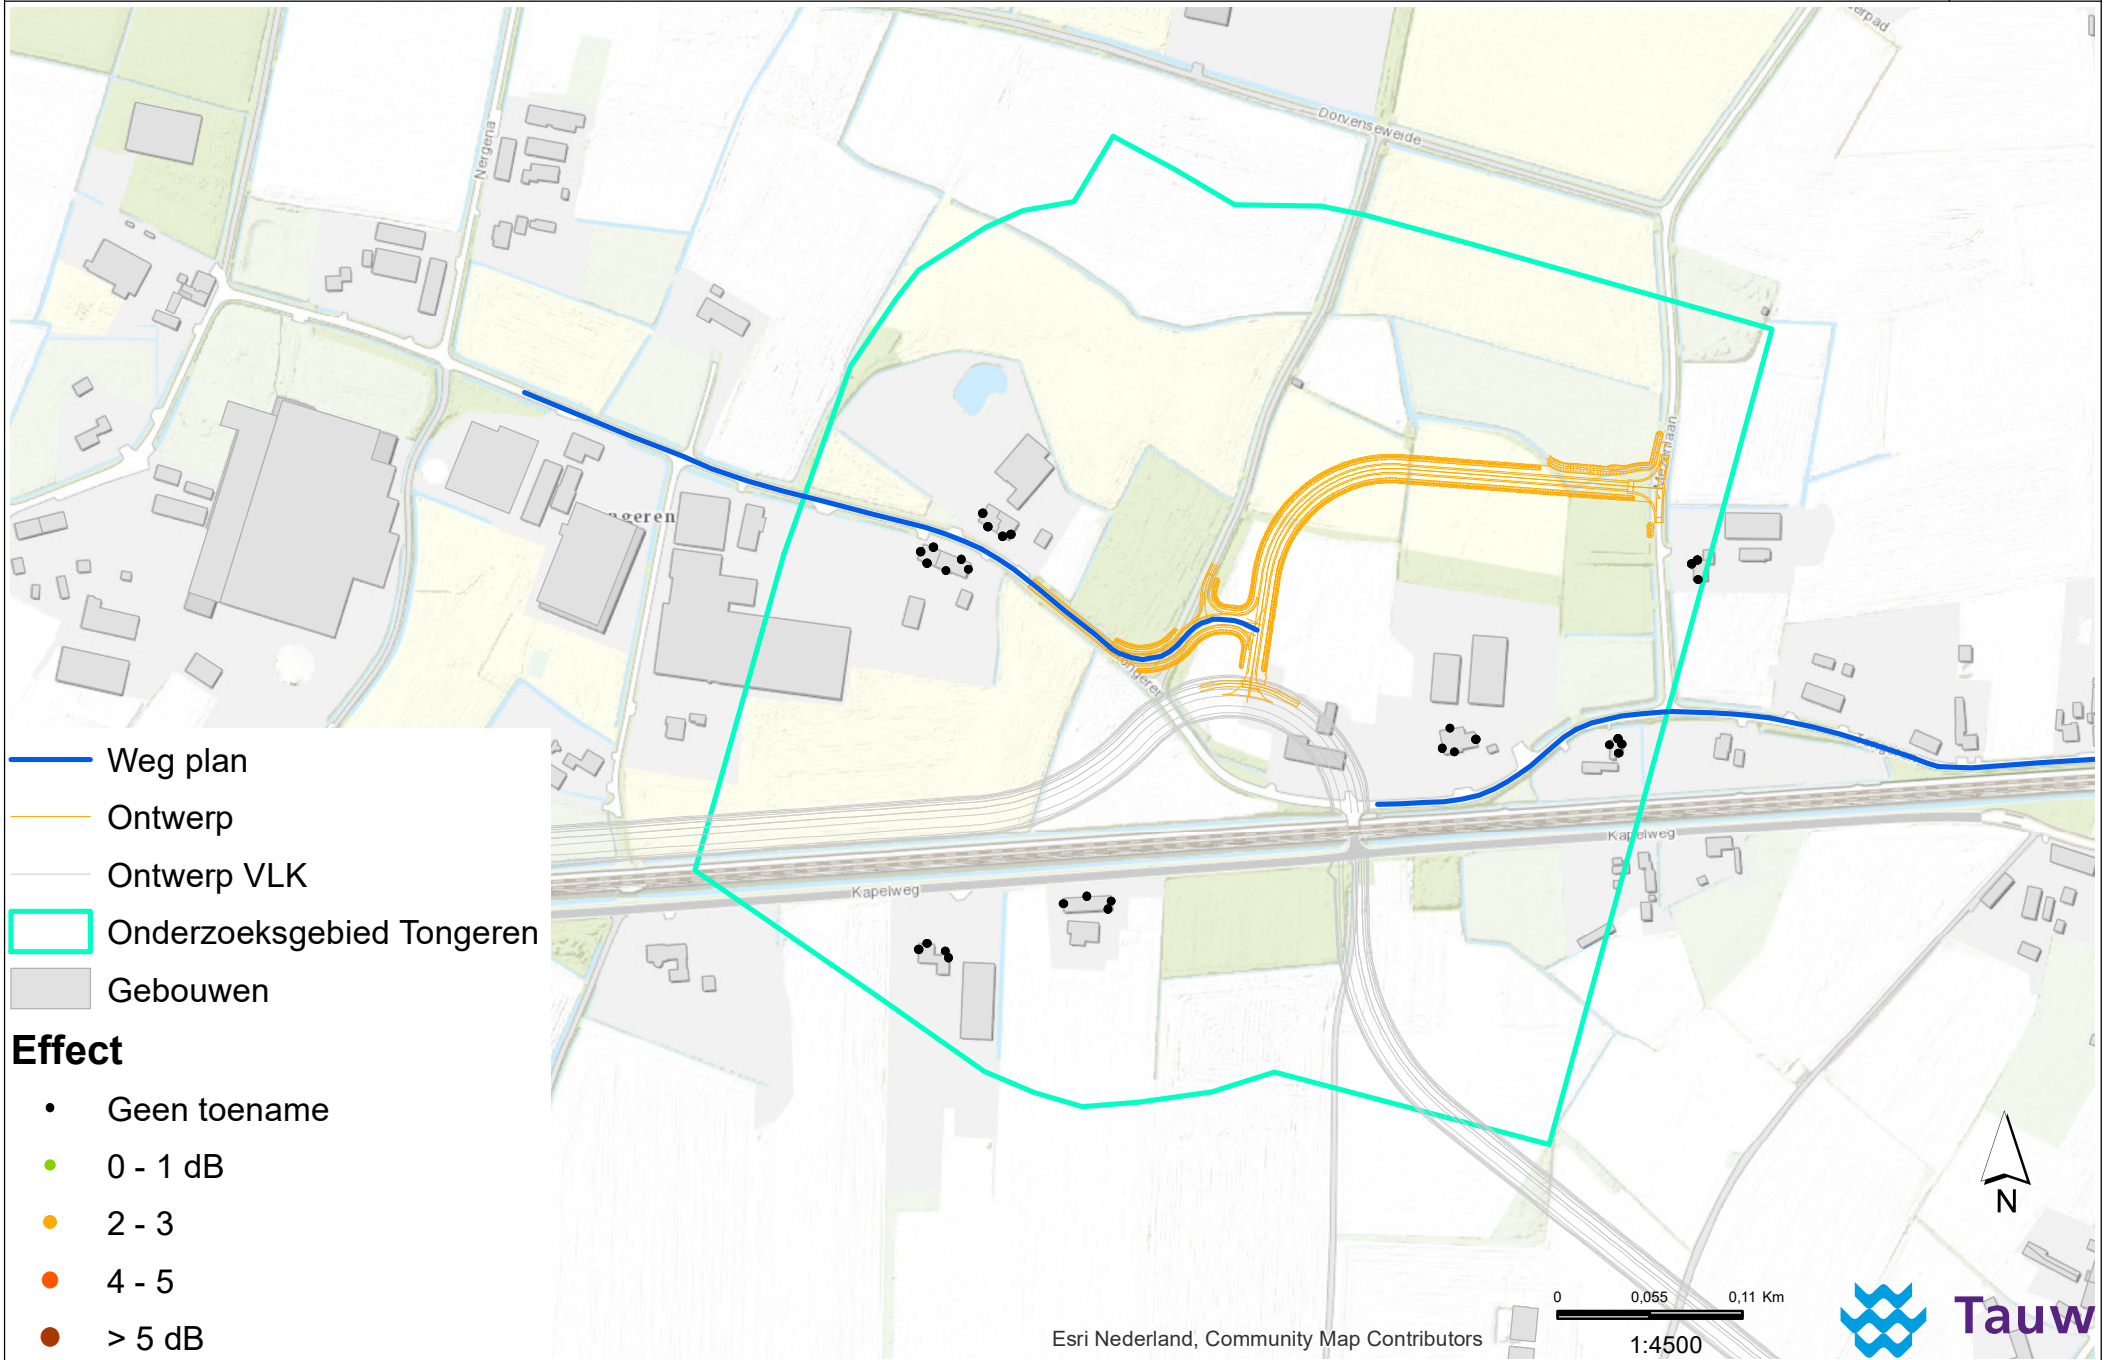 Dorvenseweide
Nergena
Kapelweg
Kapelweg
Weg plan
Ontwerp
Ontwerp VLK
Onderzoeksgebied Tongeren
Gebouwen
Effect
Geen toename
0 - 1 dB
2 - 3
4 - 5
> 5 dB
N
0 0,055 0,11 Km
1:4500
Esri Nederland, Community Map Contributors
Tauw